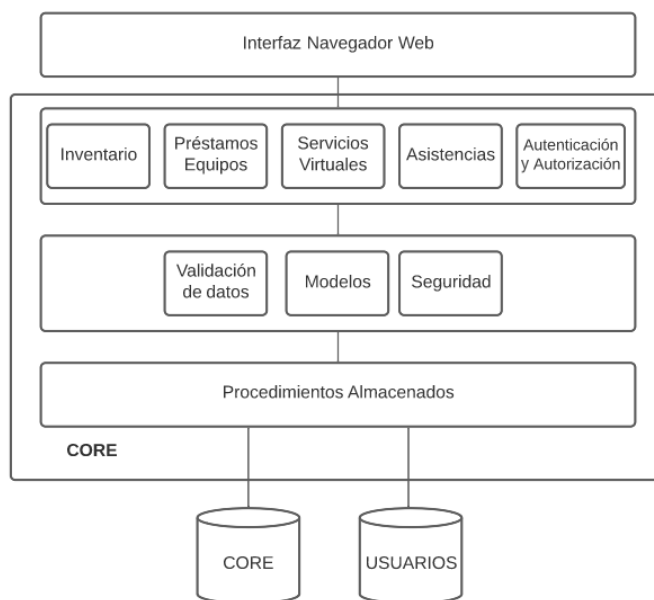 Interfaz Navegador Web
Inventario
Préstamos
Equipos
Servicios
Virtuales
Asistencias
Autenticación
y Autorización
Validación
de datos
Modelos
Seguridad
Procedimientos Almacenados
CORE
CORE
USUARIOS